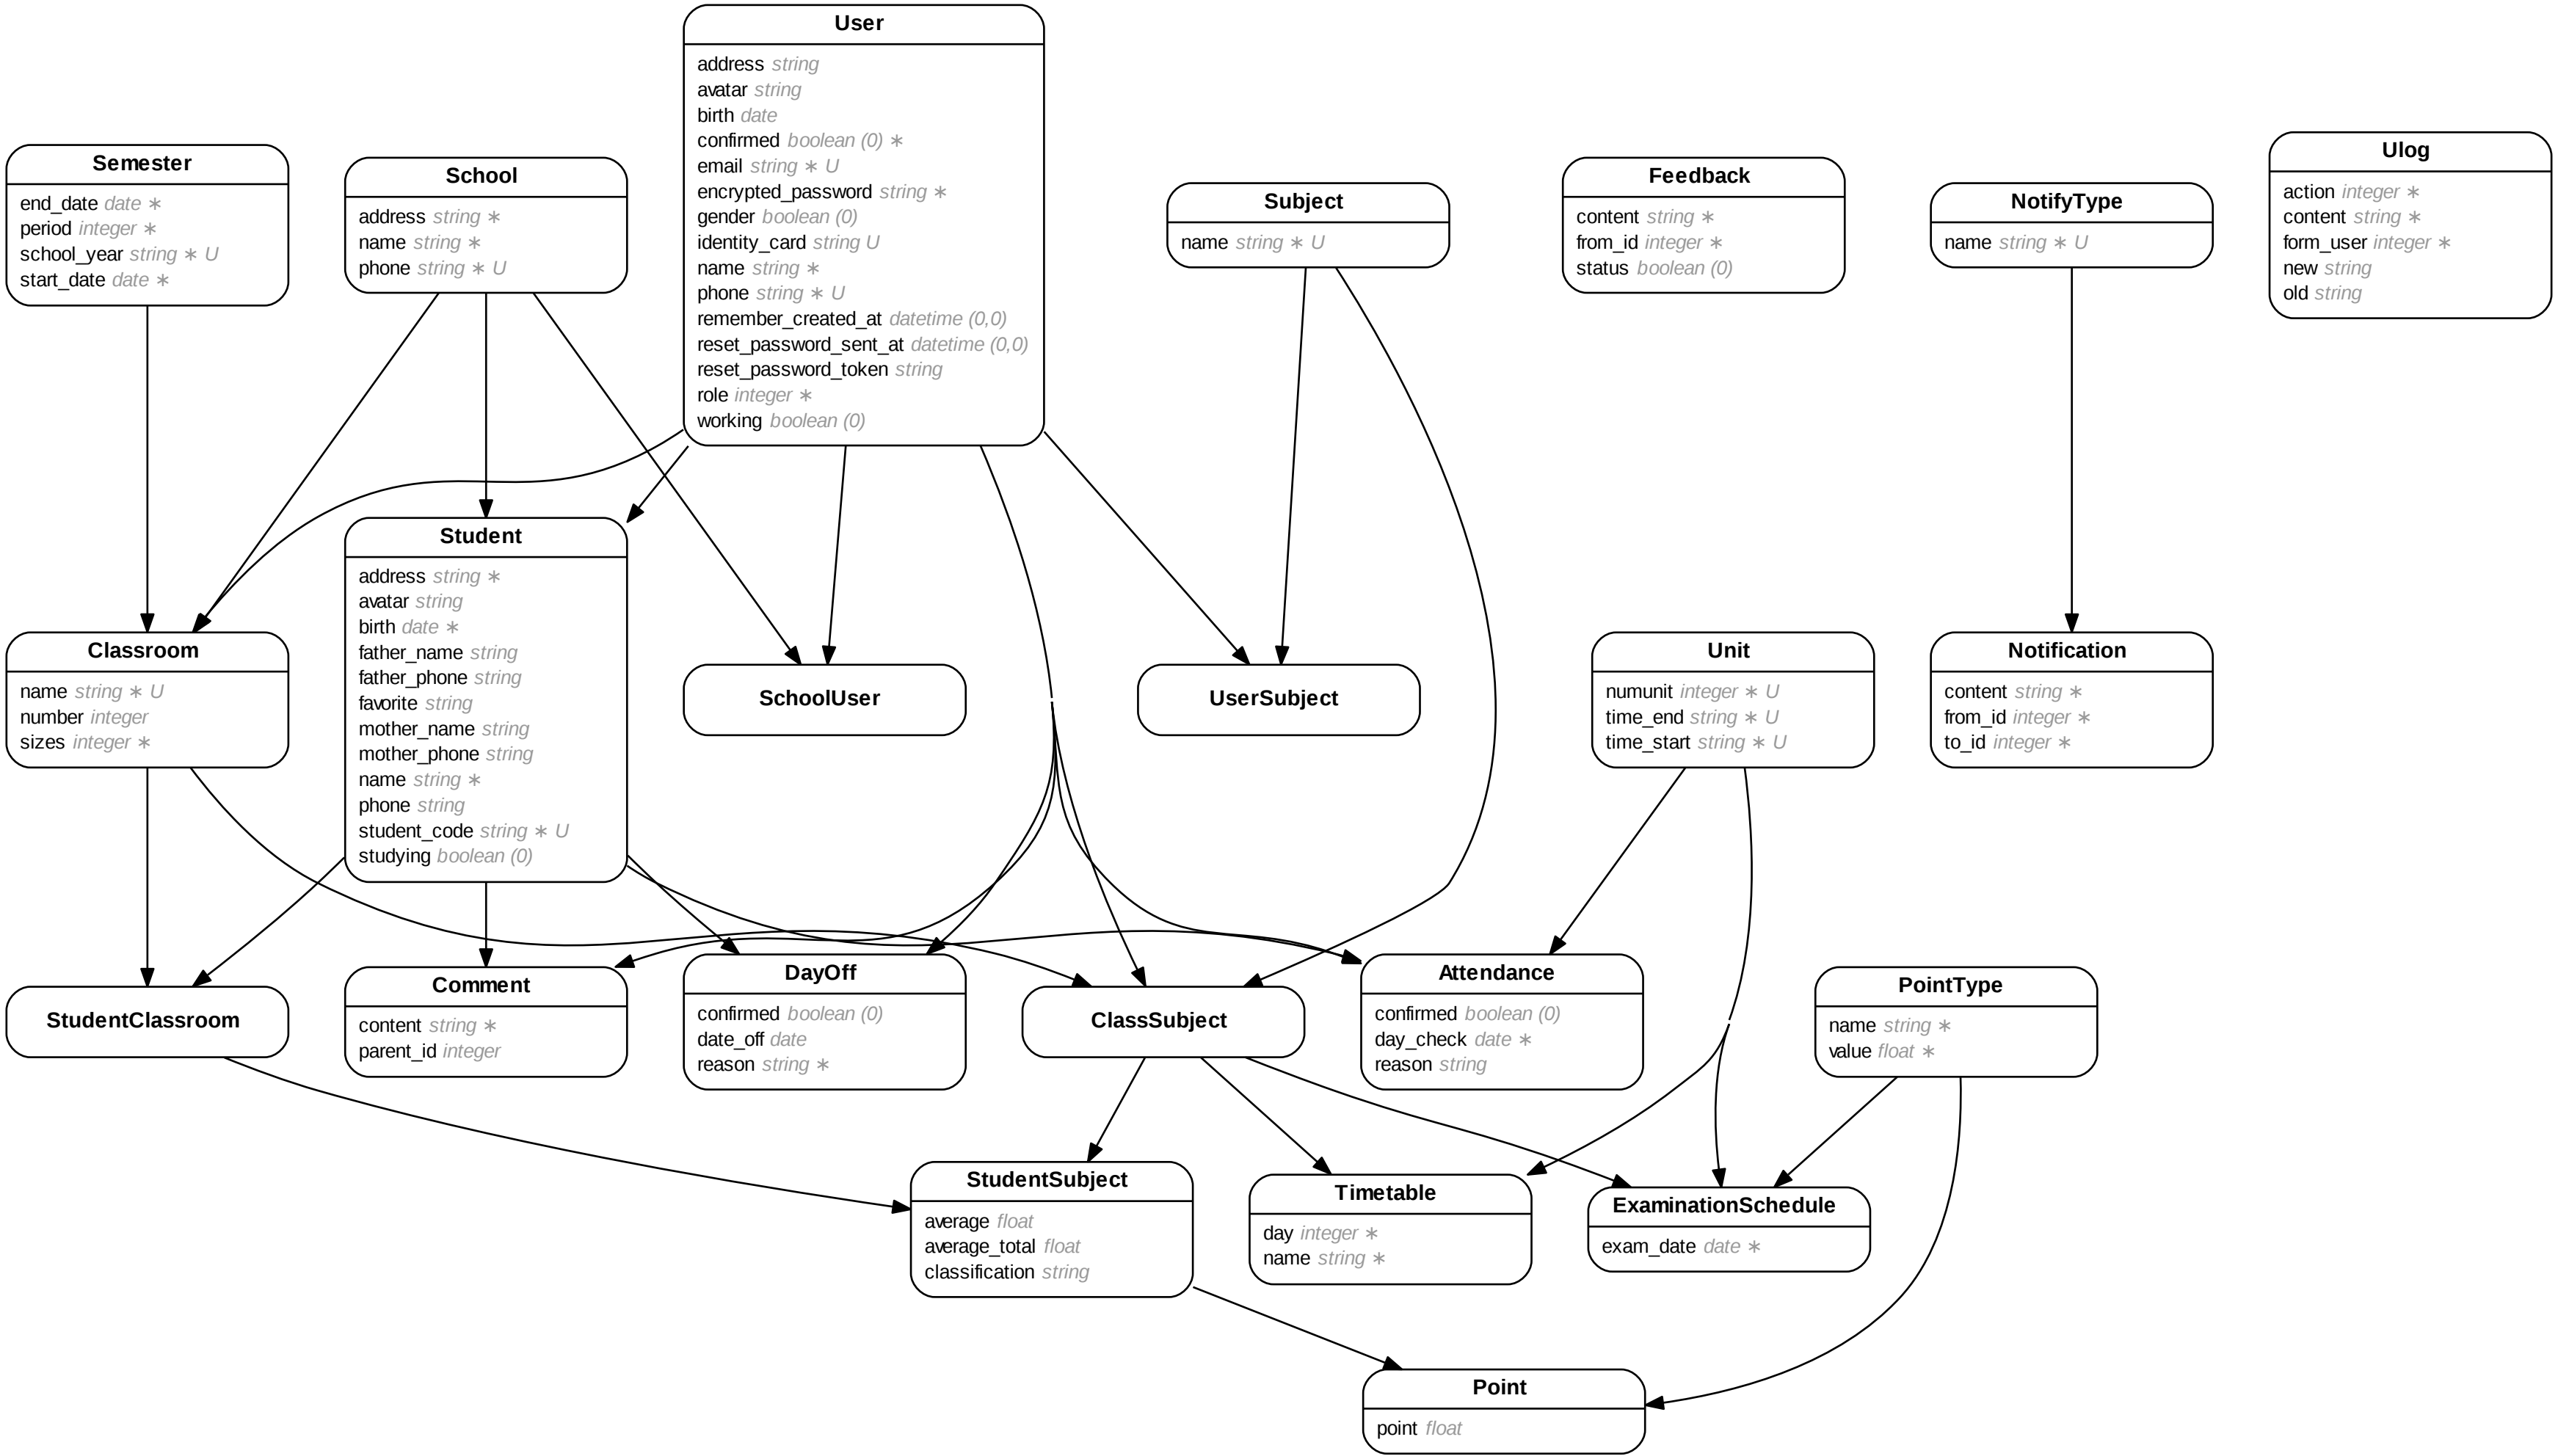 User
address string
avatar string
birth date
confirmed boolean (0) ∗
email string ∗ U
encrypted_password string ∗
gender boolean (0)
identity_card string U
name string ∗
phone string ∗ U
remember_created_at datetime (0,0)
reset_password_sent_at datetime (0,0)
reset_password_token string
role integer ∗
working boolean (0)
Semester
end_date date ∗
period integer ∗
school_year string ∗ U
start_date date ∗
School
address string ∗
name string ∗
phone string ∗ U
Subject
name string ∗ U
Feedback
content string ∗
from_id integer ∗
status boolean (0)
NotifyType
name string ∗ U
Ulog
action integer ∗
content string ∗
form_user integer ∗
new string
old string
Student
address string ∗
avatar string
birth date ∗
father_name string
father_phone string
favorite string
mother_name string
mother_phone string
name string ∗
phone string
student_code string ∗ U
studying boolean (0)
Classroom
name string ∗ U
number integer
sizes integer ∗
SchoolUser
UserSubject
Unit
numunit integer ∗ U
time_end string ∗ U
time_start string ∗ U
Notification
content string ∗
from_id integer ∗
to_id integer ∗
StudentClassroom
Comment
content string ∗
parent_id integer
DayOff
confirmed boolean (0)
date_off date
reason string ∗
ClassSubject
Attendance
confirmed boolean (0)
day_check date ∗
reason string
PointType
name string ∗
value float ∗
StudentSubject
average float
average_total float
classification string
Timetable
day integer ∗
name string ∗
ExaminationSchedule
exam_date date ∗
Point
point float